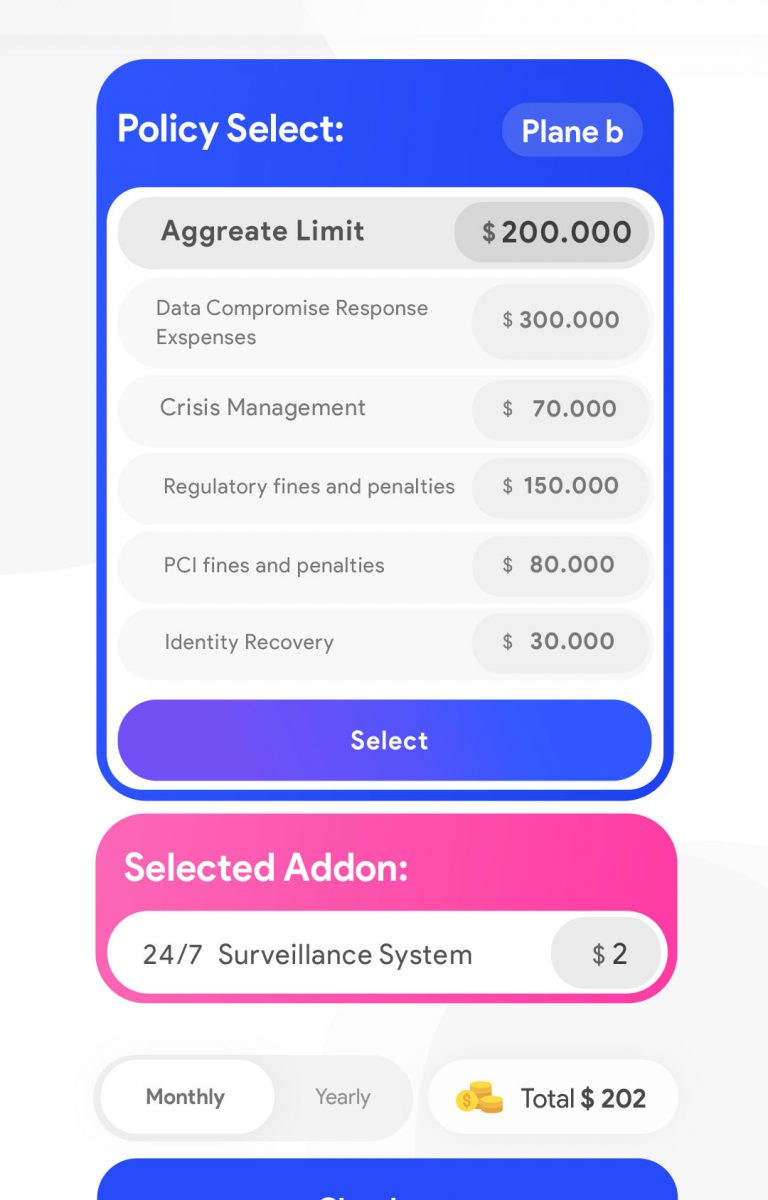 Policy Select:
Plane b
Aggreate Limit
$ 200.000
Data Compromise Response
Exspenses
$ 300.000
Crisis Management
$ 70.000
Regulatory fines and penalties
$ 150.000
PCI fines and penalties
$ 80.000
Identity Recovery
$ 30.000
Select
Selected Addon:
24/7 Surveillance System
$ 2
Monthly
Yearly
Total $ 202